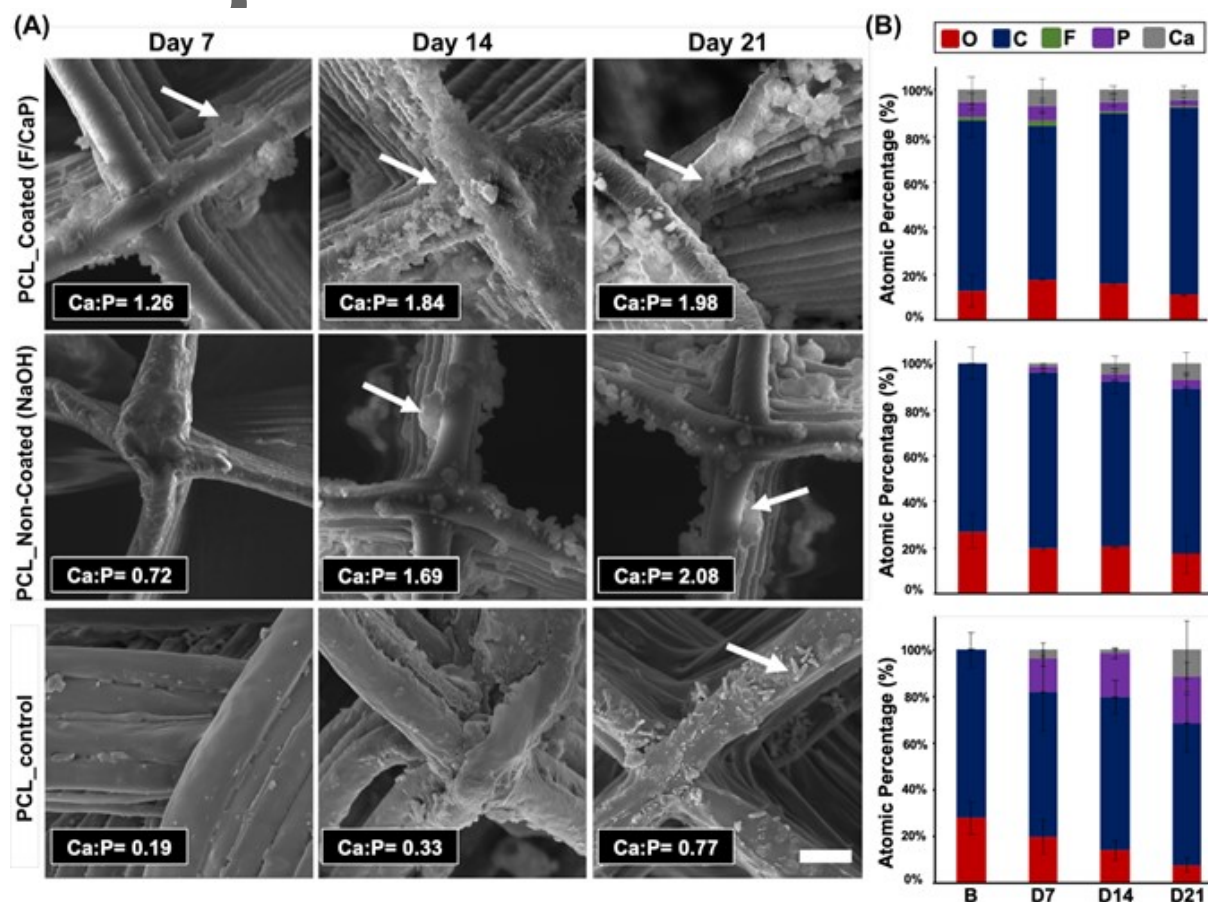 (A)
Day 7 Day 14 Day 21
PCL_Coated (F/CaP)
Ca:P= 1.26 Ca:P= 1.84 Ca:P= 1.98
PCL_Non-Coated (NaOH)
Ca:P= 0.72 Ca:P= 1.69 Ca:P= 2.08
PCL_control
Ca:P= 0.19 Ca:P= 0.33 Ca:P= 0.77
(B)
O C F P Ca
Atomic Percentage (%)
100%
80%
60%
40%
20%
0%
Atomic Percentage (%)
100%
80%
60%
40%
20%
0%
Atomic Percentage (%)
100%
80%
60%
40%
20%
0%
B D7 D14 D21